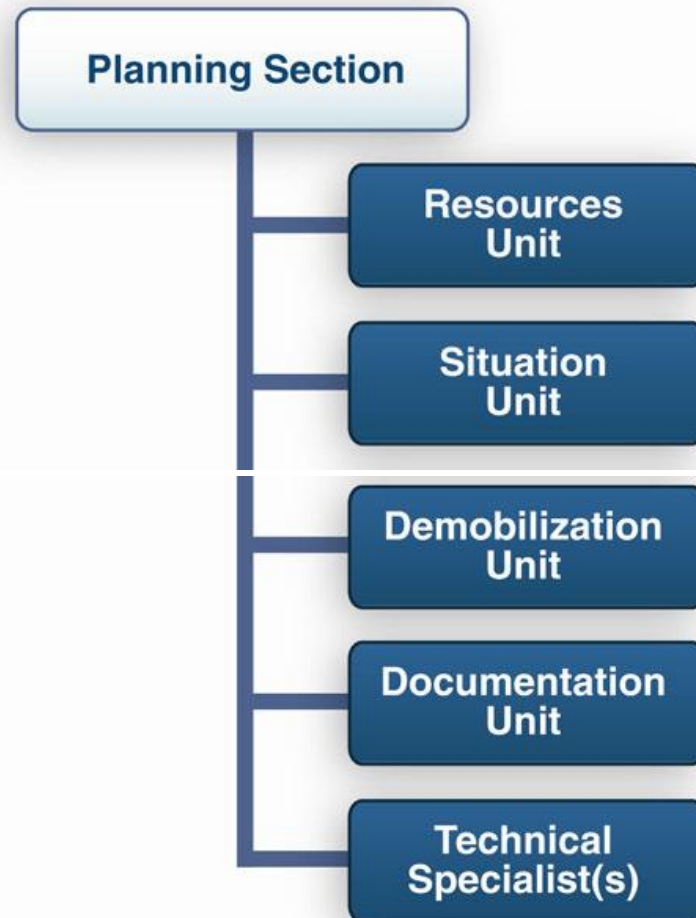 Planning Section
Resources
Unit
Situation
Unit
Demobilization
Unit
Documentation
Unit
Technical
Specialist(s)